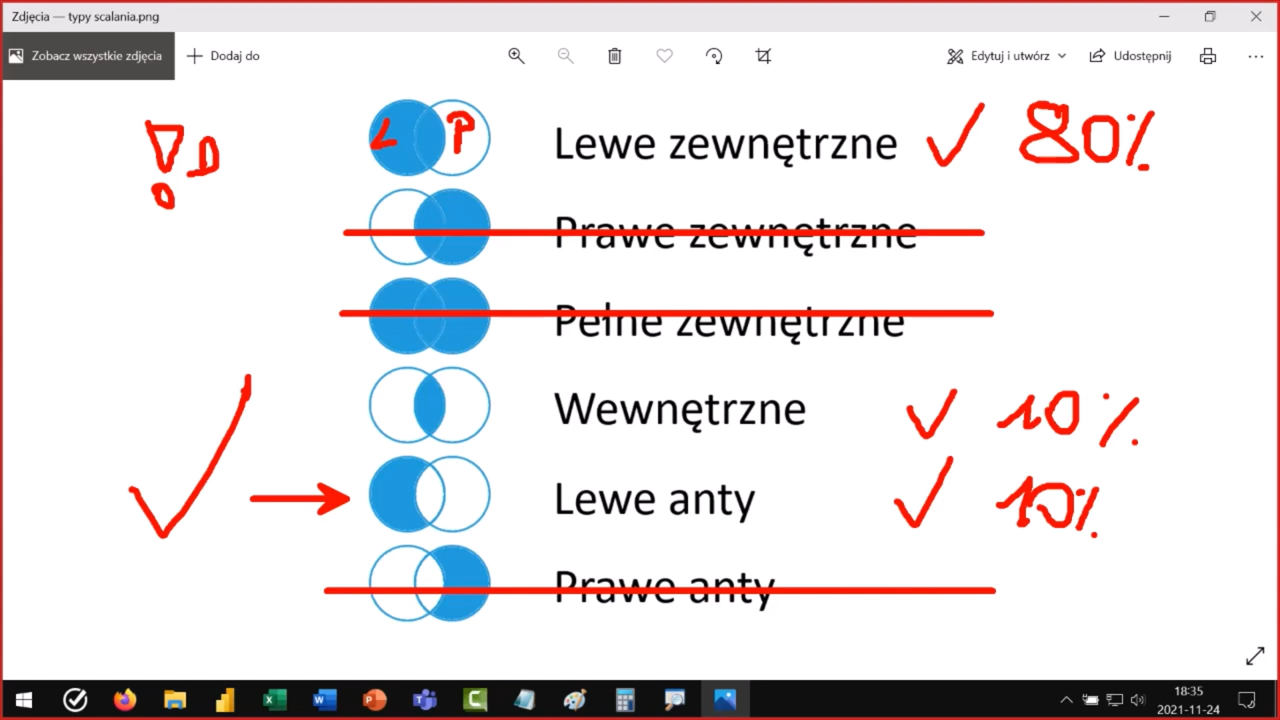 Zdjęcia — typy scalania.png
Zobacz wszystkie zdjęcia
Dodaj do
Edytuj i utwórz
Udostępnij
L P
Lewe zewnętrzne 80%
Prawe zewnętrzne
Pełne zewnętrzne
Wewnętrzne 10%
Lewe anty 10%
Prawe anty
18:35
2021-11-24